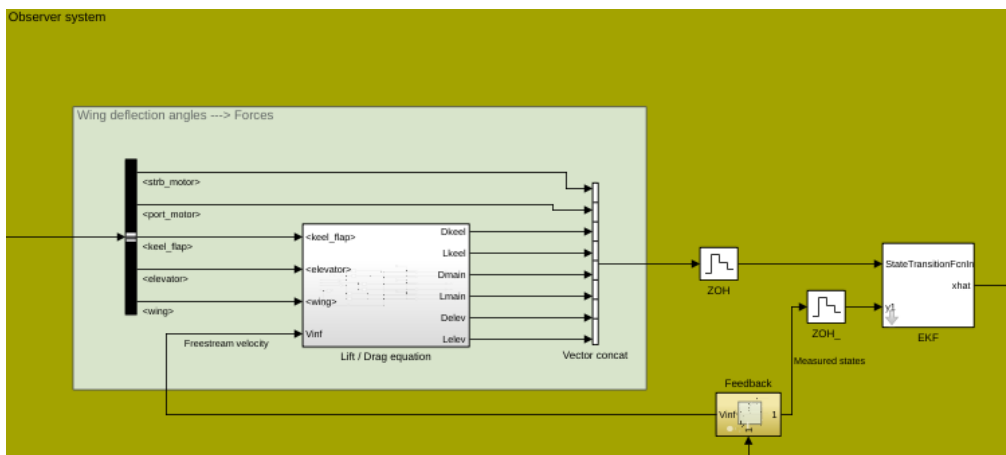 Observer system
Wing deflection angles ---> Forces
<strb_motor>
<port_motor>
<keel_flap>
<elevator>
<wing>
<keel_flap>
<elevator>
<wing>
Vinf
Dkeel
Lkeel
Dmain
Lmain
Delev
Lelev
Lift / Drag equation
Freestream velocity
Vector concat
ZOH
ZOH_
StateTransitionFcnIn
xhat
y1
EKF
Measured states
Feedback
Vinf
1